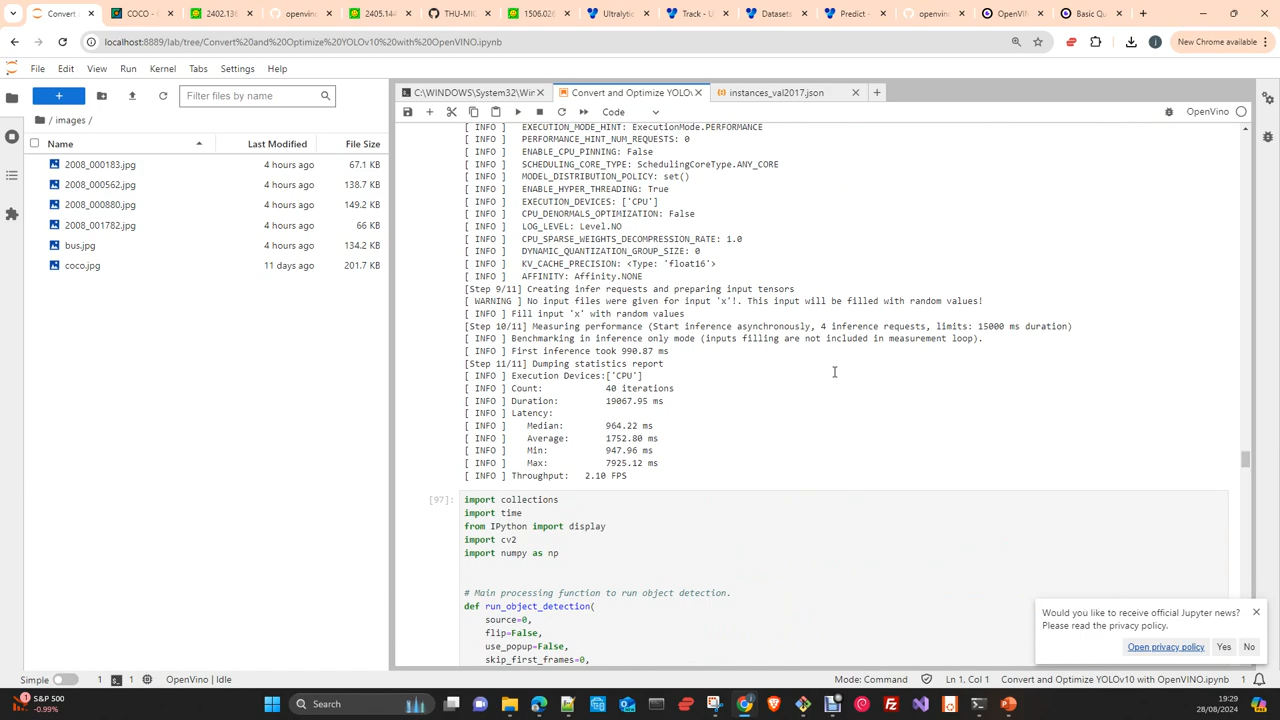 Convert a
COCO - C
2402.136
openvino
2405.144
THU-MIC
1506.026
Ultralytic
Track - U
Datasets
Predict -
openvino
OpenVIN
Basic Qu
localhost:8889/lab/tree/Convert%20and%20Optimize%20YOLOv10%20with%20OpenVINO.ipynb
New Chrome available
File Edit View Run Kernel Tabs Settings Help
C:\WINDOWS\System32\Win
Convert and Optimize YOLO
instances_val2017.json
Filter files by name
Code
OpenVino
/ images /
Name Last Modified File Size
2008_000183.jpg 4 hours ago 67.1 KB
2008_000562.jpg 4 hours ago 138.7 KB
2008_000880.jpg 4 hours ago 149.2 KB
2008_001782.jpg 4 hours ago 66 KB
bus.jpg 4 hours ago 134.2 KB
coco.jpg 11 days ago 201.7 KB
[ INFO ] EXECUTION_MODE_HINT: ExecutionMode.PERFORMANCE
[ INFO ] PERFORMANCE_HINT_NUM_REQUESTS: 0
[ INFO ] ENABLE_CPU_PINNING: False
[ INFO ] SCHEDULING_CORE_TYPE: SchedulingCoreType.ANY_CORE
[ INFO ] MODEL_DISTRIBUTION_POLICY: set()
[ INFO ] ENABLE_HYPER_THREADING: True
[ INFO ] EXECUTION_DEVICES: ['CPU']
[ INFO ] CPU_DENORMALS_OPTIMIZATION: False
[ INFO ] LOG_LEVEL: Level.NO
[ INFO ] CPU_SPARSE_WEIGHTS_DECOMPRESSION_RATE: 1.0
[ INFO ] DYNAMIC_QUANTIZATION_GROUP_SIZE: 0
[ INFO ] KV_CACHE_PRECISION: <Type: 'float16'>
[ INFO ] AFFINITY: Affinity.NONE
[Step 9/11] Creating infer requests and preparing input tensors
[ WARNING ] No input files were given for input 'x'!. This input will be filled with random values!
[ INFO ] Fill input 'x' with random values
[Step 10/11] Measuring performance (Start inference asynchronously, 4 inference requests, limits: 15000 ms duration)
[ INFO ] Benchmarking in inference only mode (inputs filling are not included in measurement loop).
[ INFO ] First inference took 990.87 ms
[Step 11/11] Dumping statistics report
[ INFO ] Execution Devices:['CPU']
[ INFO ] Count: 40 iterations
[ INFO ] Duration: 19067.95 ms
[ INFO ] Latency:
[ INFO ] Median: 964.22 ms
[ INFO ] Average: 1752.80 ms
[ INFO ] Min: 947.96 ms
[ INFO ] Max: 7925.12 ms
[ INFO ] Throughput: 2.10 FPS
[97]: import collections
import time
from IPython import display
import cv2
import numpy as np
# Main processing function to run object detection.
def run_object_detection(
source=0,
flip=False,
use_popup=False,
skip_first_frames=0,
Would you like to receive official Jupyter news?
Please read the privacy policy.
Open privacy policy Yes No
Simple 1 1 OpenVino | Idle Mode: Command Ln 1, Col 1 Convert and Optimize YOLOv10 with OpenVINO.ipynb 1
S&P 500
-0.99%
Search
19:29
28/08/2024